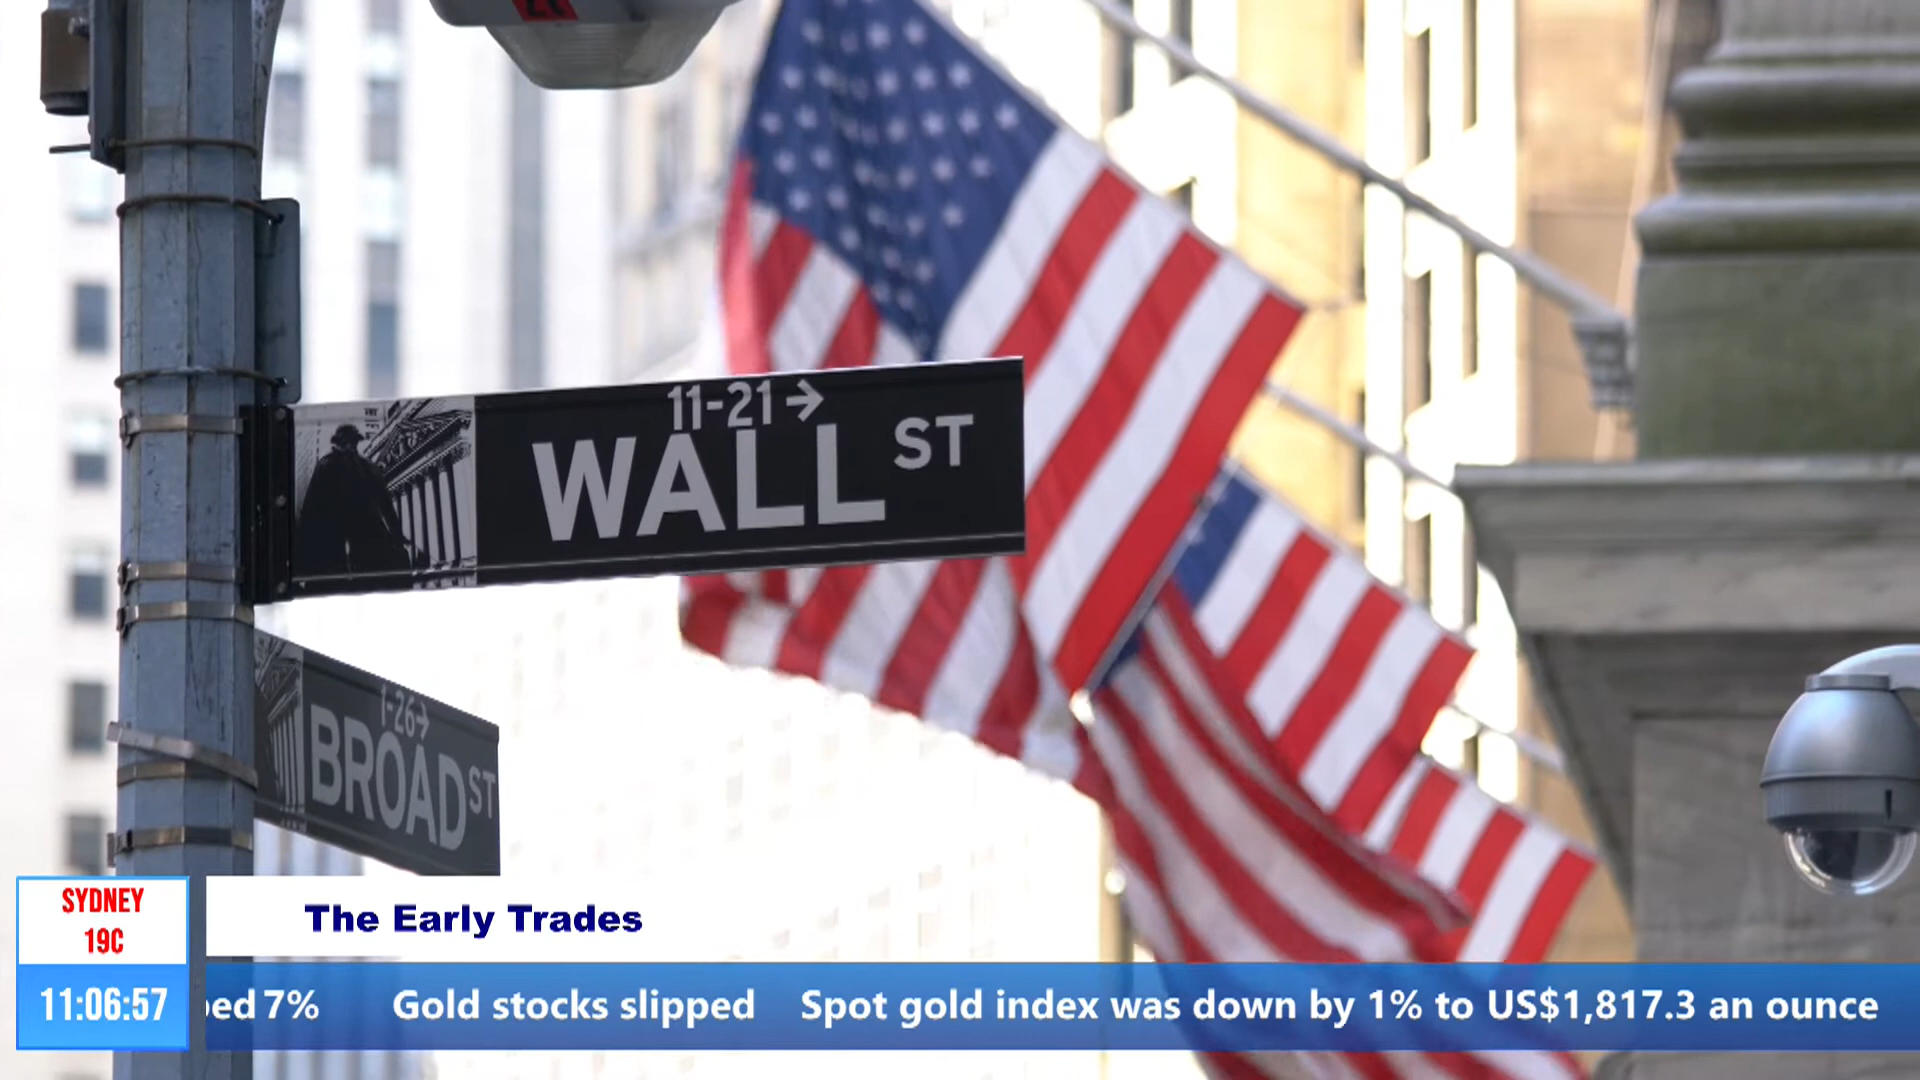 11-21→
WALL ST
1-26→
BROAD ST
SYDNEY
19C
The Early Trades
11:06:57
7% Gold stocks slipped Spot gold index was down by 1% to US$1,817.3 an ounce